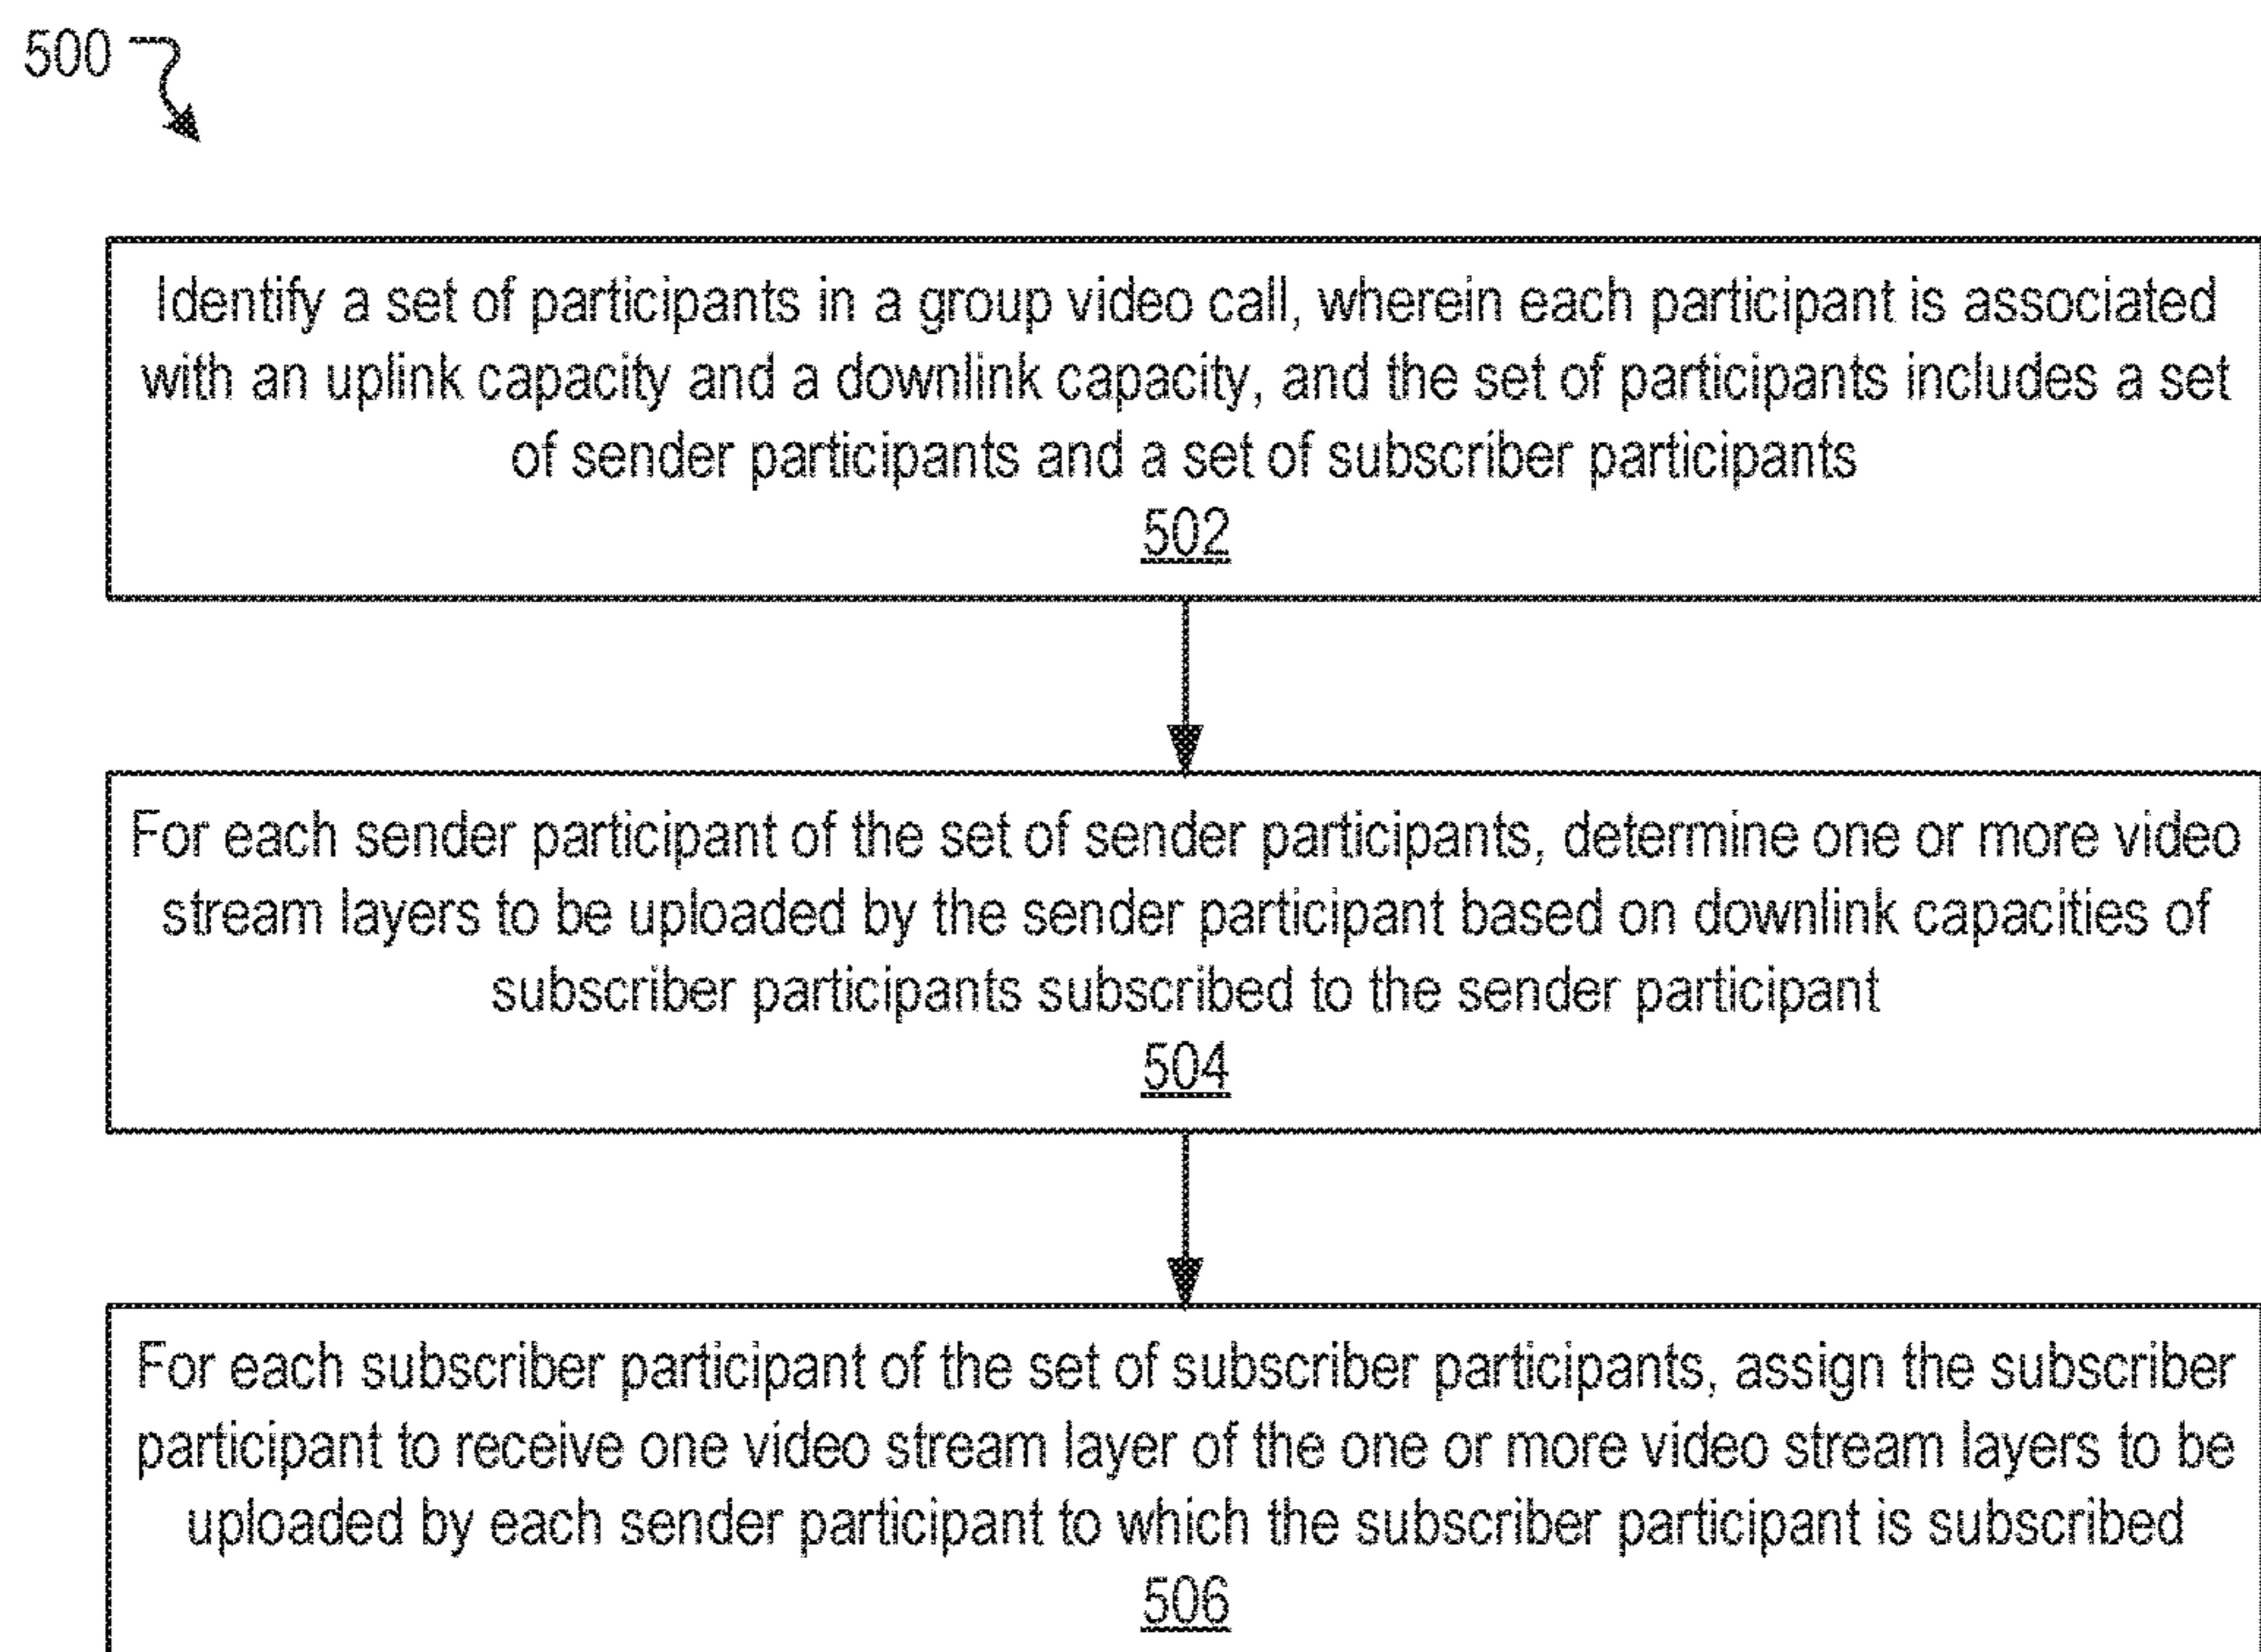 500
Identify a set of participants in a group video call, wherein each participant is associated
with an uplink capacity and a downlink capacity, and the set of participants includes a set
of sender participants and a set of subscriber participants
502
For each sender participant of the set of sender participants, determine one or more video
stream layers to be uploaded by the sender participant based on downlink capacities of
subscriber participants subscribed to the sender participant
504
For each subscriber participant of the set of subscriber participants, assign the subscriber
participant to receive one video stream layer of the one or more video stream layers to be
uploaded by each sender participant to which the subscriber participant is subscribed
506